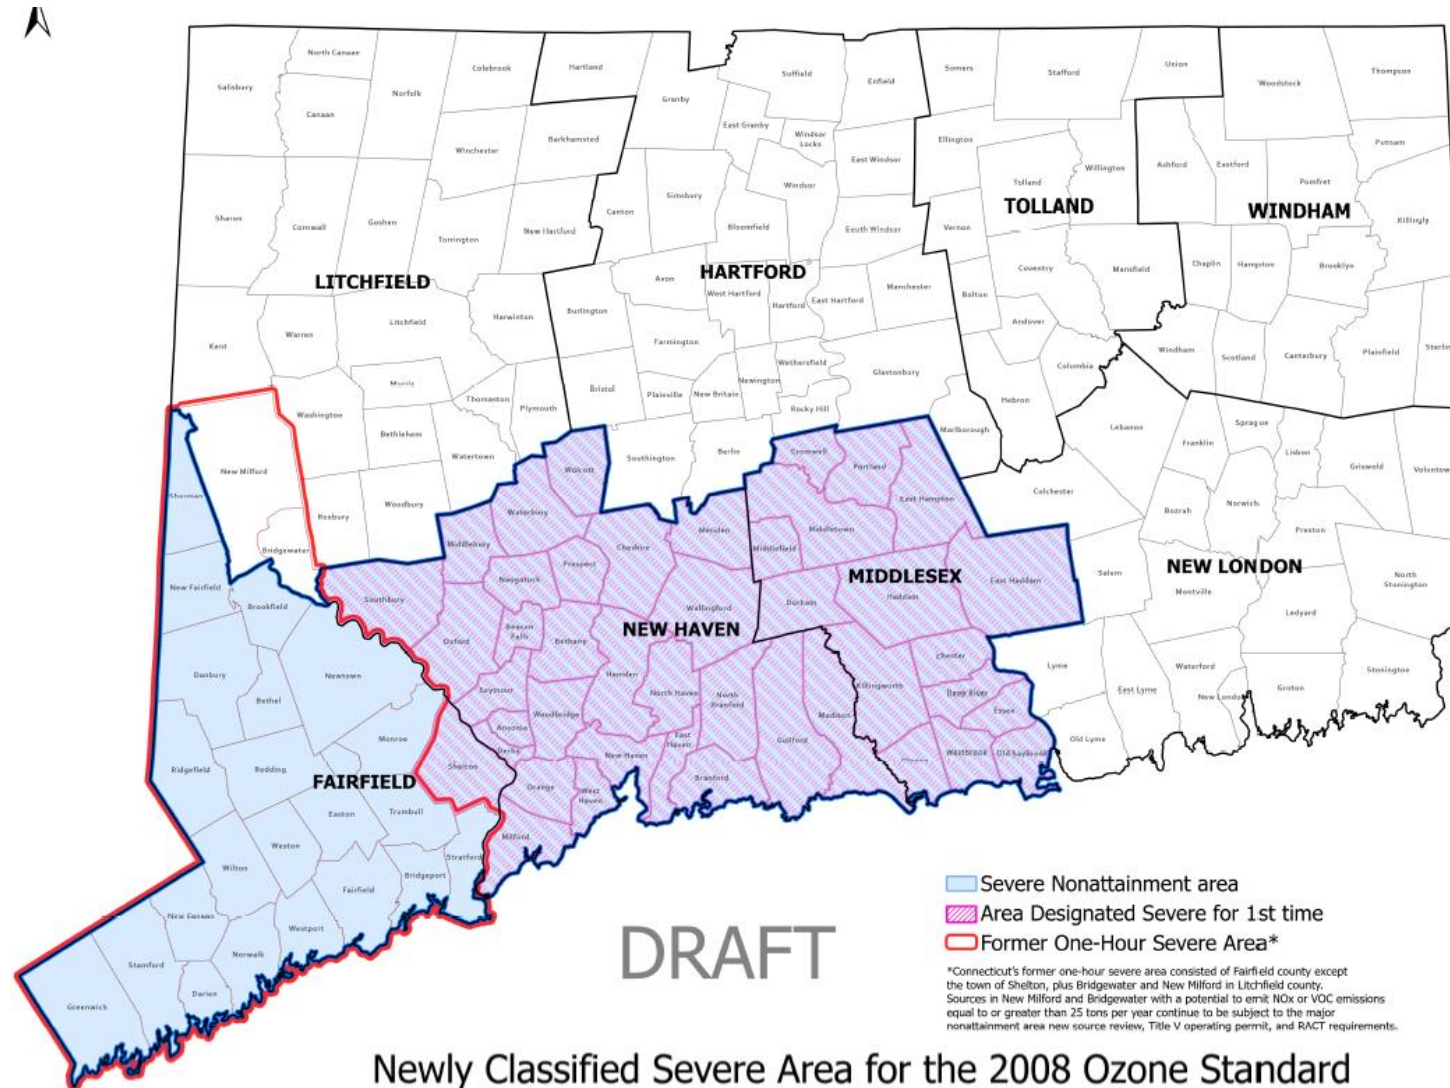 North Canaan
Colebrook
Hartland
Suffield
Enfield
Somers
Stafford
Union
Woodstock
Thompson
Salisbury
Norfolk
Canaan
Granby
East Granby
Windsor
Locks
Barkhamsted
Winchester
East Windsor
Ellington
Willington
Ashford
Eastford
Putnam
Pomfret
Tolland
Windsor
Simsbury
Canton
TOLLAND
WINDHAM
Killingly
Sharon
Cornwall
Goshen
Torrington
New Hartford
Bloomfield
South Windsor
Vernon
LITCHFIELD
HARTFORD
Avon
West Hartford
Hartford
East Hartford
Manchester
Coventry
Mansfield
Chaplin
Hampton
Brooklyn
Bolton
Burlington
Harwinton
Litchfield
Warren
Kent
Farmington
Andover
Windham
Scotland
Canterbury
Plainfield
Wethersfield
Glastonbury
Columbia
Morris
Bristol
Plainville
New Britain
Newington
Rocky Hill
Hebron
Thomaston
Plymouth
Washington
Bethlehem
Watertown
Southington
Berlin
Marlborough
Lebanon
Franklin
Sprague
Lisbon
Griswold
New Milford
Woodbury
Roxbury
Bridgewater
Sherman
Wolcott
Cromwell
Portland
East Hampton
Colchester
Bozrah
Norwich
Preston
Waterbury
Meriden
Middletown
Middlebury
Cheshire
Middlefield
Prospect
Naugatuck
MIDDLESEX
East Haddam
Haddam
Salem
NEW LONDON
Montville
North
Stonington
New Fairfield
Brookfield
Southbury
Durham
Wallingford
Ledyard
Oxford
Beacon
Falls
Bethany
NEW HAVEN
Danbury
Newtown
Bethel
Seymour
Hamden
North Haven
North
Branford
Chester
Killingworth
Deep River
Essex
Lyme
East Lyme
Waterford
New London
Groton
Stonington
Woodbridge
Ansonia
Derby
Madison
Guilford
East
Haven
New Haven
Monroe
Shelton
Westbrook
Old Saybrook
Old Lyme
Ridgefield
Redding
FAIRFIELD
Orange
West
Haven
Branford
Easton
Trumbull
Milford
Weston
Wilton
Stratford
Bridgeport
Fairfield
New Canaan
Westport
Norwalk
Stamford
Darien
Greenwich
Severe Nonattainment area
Area Designated Severe for 1st time
Former One-Hour Severe Area*
DRAFT
*Connecticut's former one-hour severe area consisted of Fairfield county except
the town of Shelton, plus Bridgewater and New Milford in Litchfield county.
Sources in New Milford and Bridgewater with a potential to emit NOx or VOC emissions
equal to or greater than 25 tons per year continue to be subject to the major
nonattainment area new source review, Title V operating permit, and RACT requirements.
Newly Classified Severe Area for the 2008 Ozone Standard